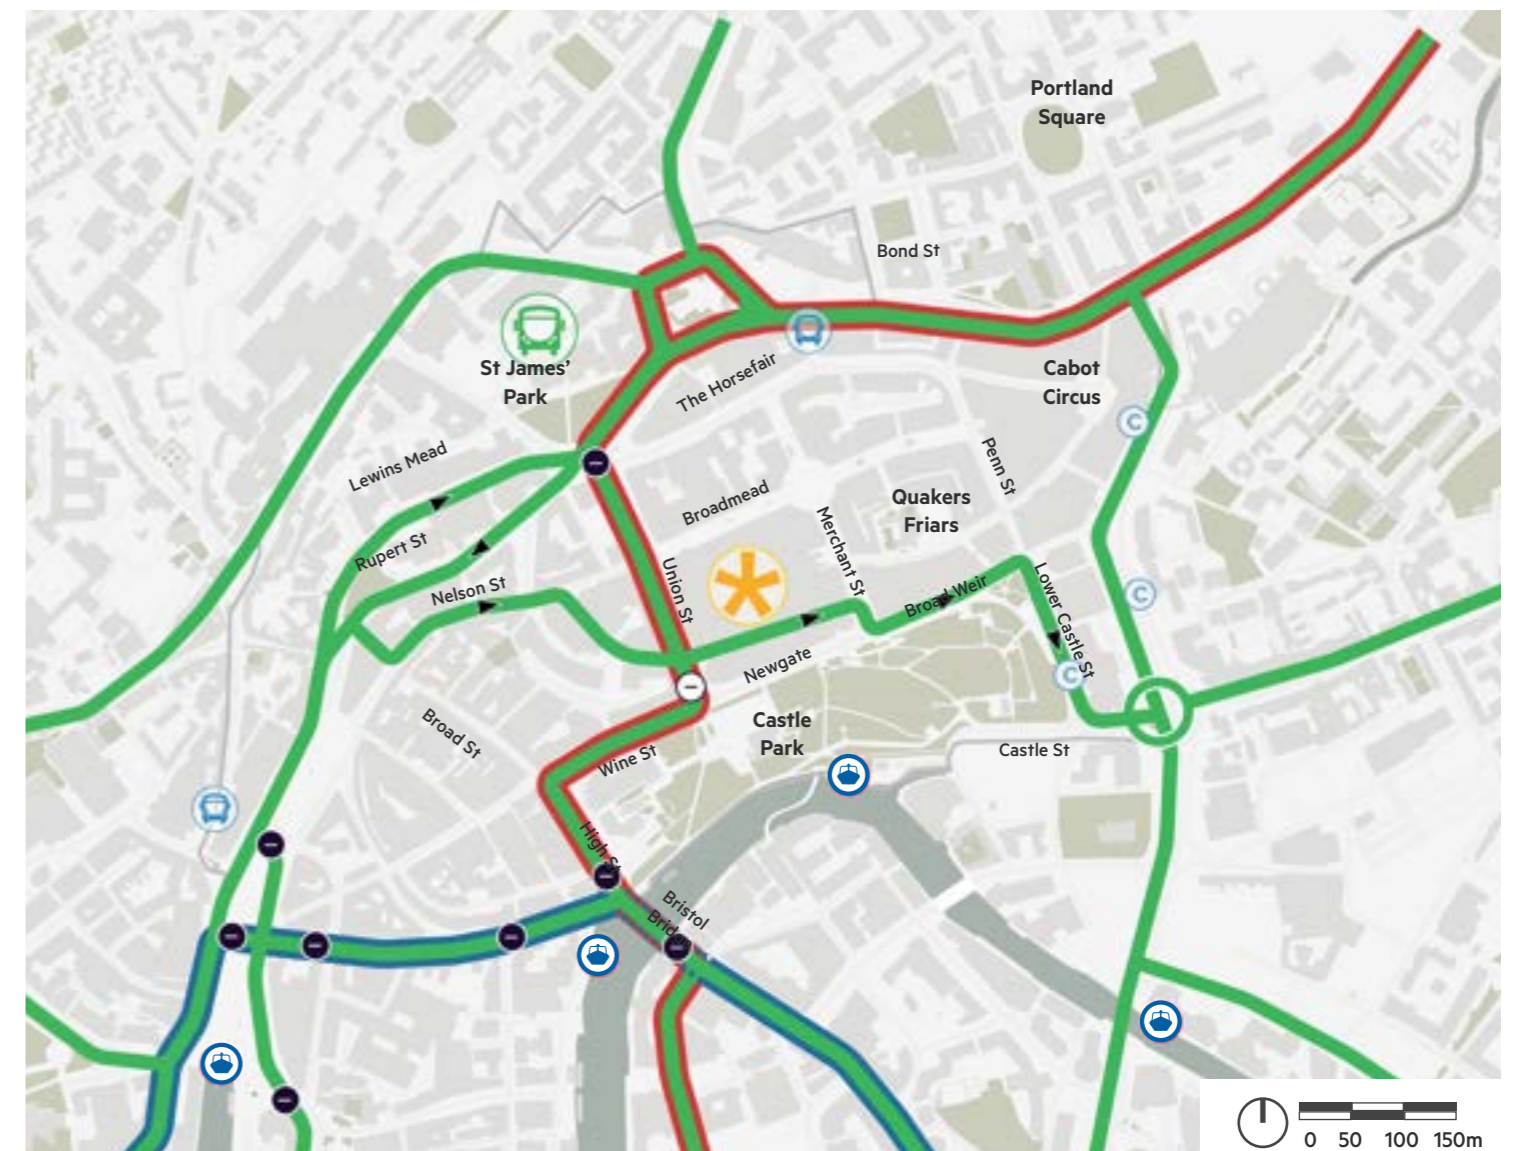 Portland
Square
Bond St
St James’
Park
The Horsefair
Cabot
Circus
C
Lewins Mead
Penn St
Broadmead
Quakers
Friars
Merchant St
Rupert St
Nelson St
Union St
Broad Weir
Lower Castle St
C
C
Newgate
Broad St
Castle
Park
Wine St
Castle St
High St
Bristol
Bridge
0 50 100 150m